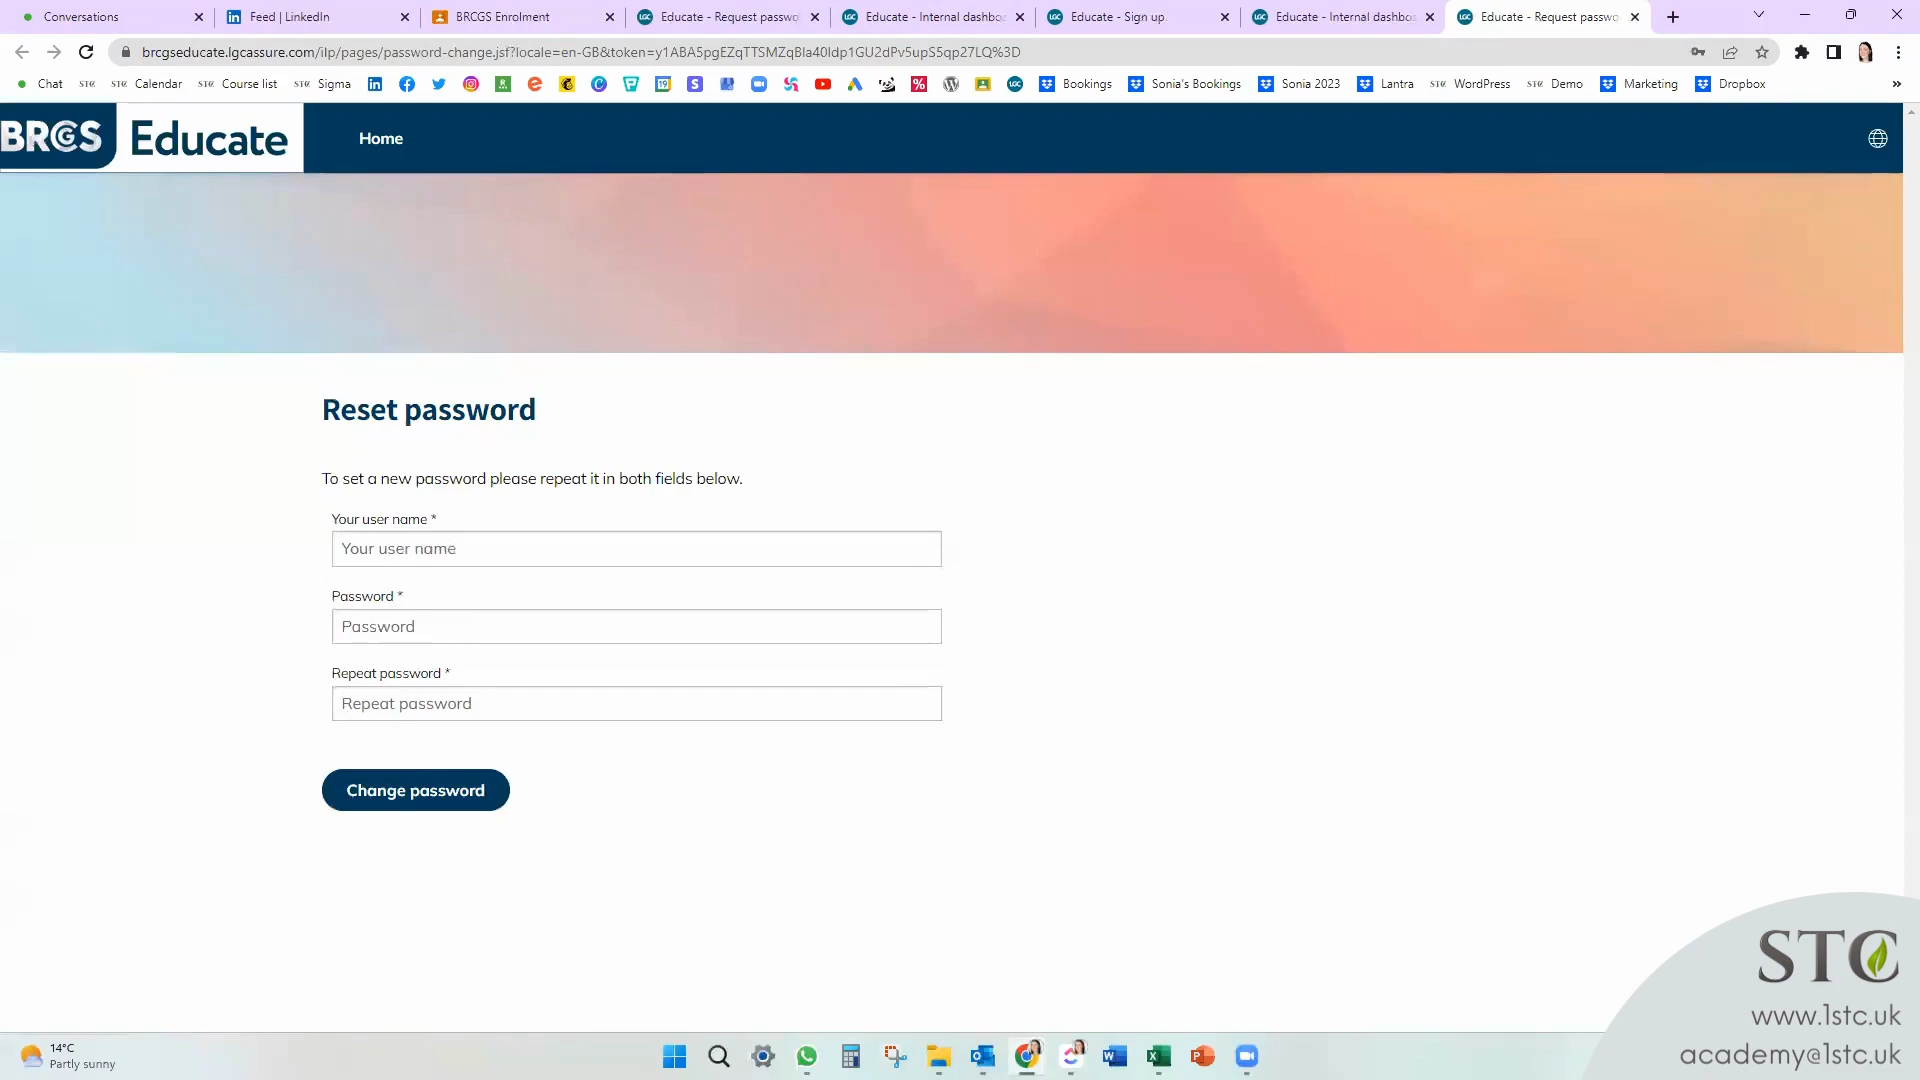 Conversations
Feed | LinkedIn
BRCGS Enrolment
Educate - Request passwo
Educate - Internal dashbo
Educate - Sign up
Educate - Internal dashbo
Educate - Request passwo
brcgseducate.lgcassure.com/ilp/pages/password-change.jsf?locale=en-GB&token=y1ABA5pgEZqTTSMZqBla40ldp1GU2dPv5upS5qp27LQ%3D
Chat
Calendar
Course list
Sigma
Bookings
Sonia's Bookings
Sonia 2023
Lantra
WordPress
Demo
Marketing
Dropbox
BRCGS Educate
Home
Reset password
To set a new password please repeat it in both fields below.
Your user name *
Your user name
Password *
Password
Repeat password *
Repeat password
Change password
STC
www.1stc.uk
academy@1stc.uk
14°C
Partly sunny